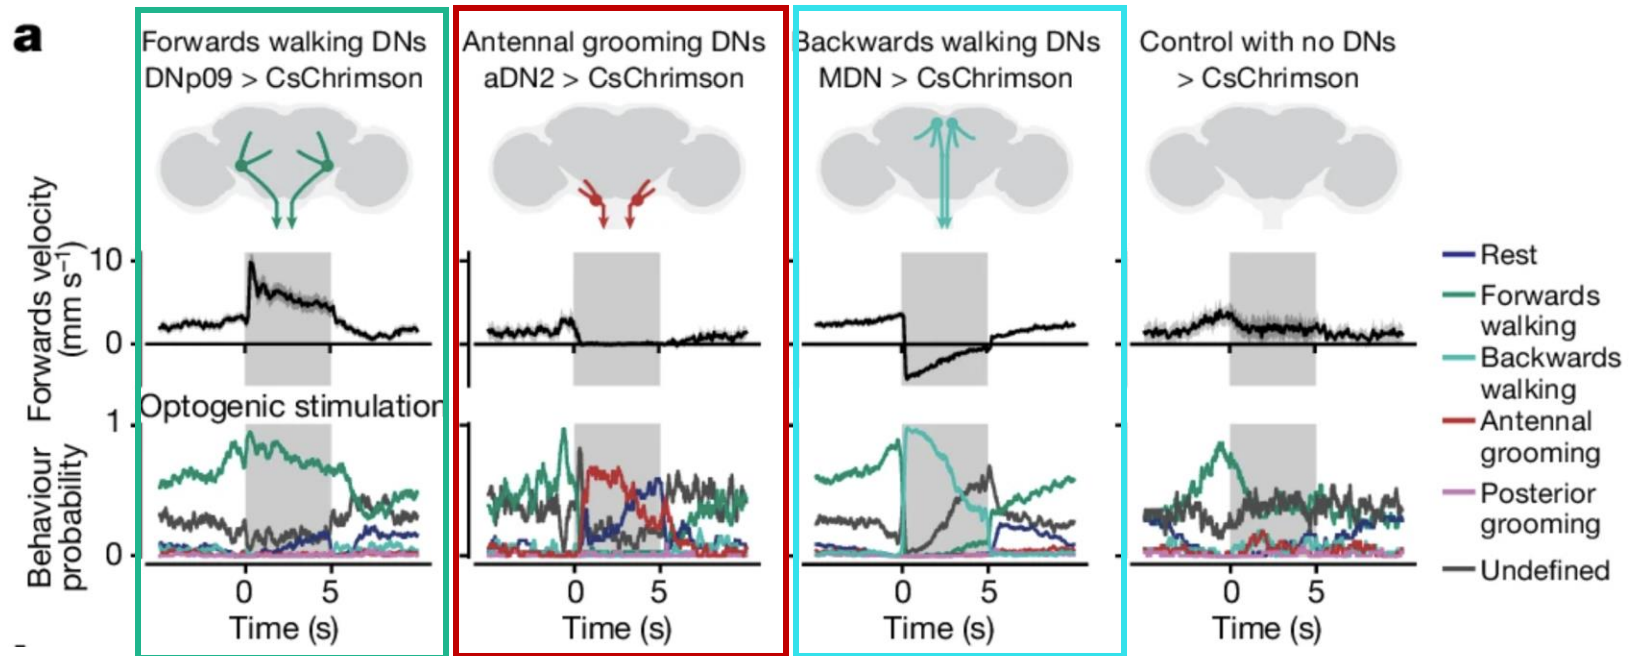 a
Forwards walking DNs
DNp09 > CsChrimson
Antennal grooming DNs
aDN2 > CsChrimson
Backwards walking DNs
MDN > CsChrimson
Control with no DNs
> CsChrimson
Forwards velocity
(mm s⁻¹)
10
0
Optogenic stimulation
Behaviour
probability
1
0
0 5
Time (s)
0 5
Time (s)
0 5
Time (s)
0 5
Time (s)
Rest
Forwards
walking
Backwards
walking
Antennal
grooming
Posterior
grooming
Undefined